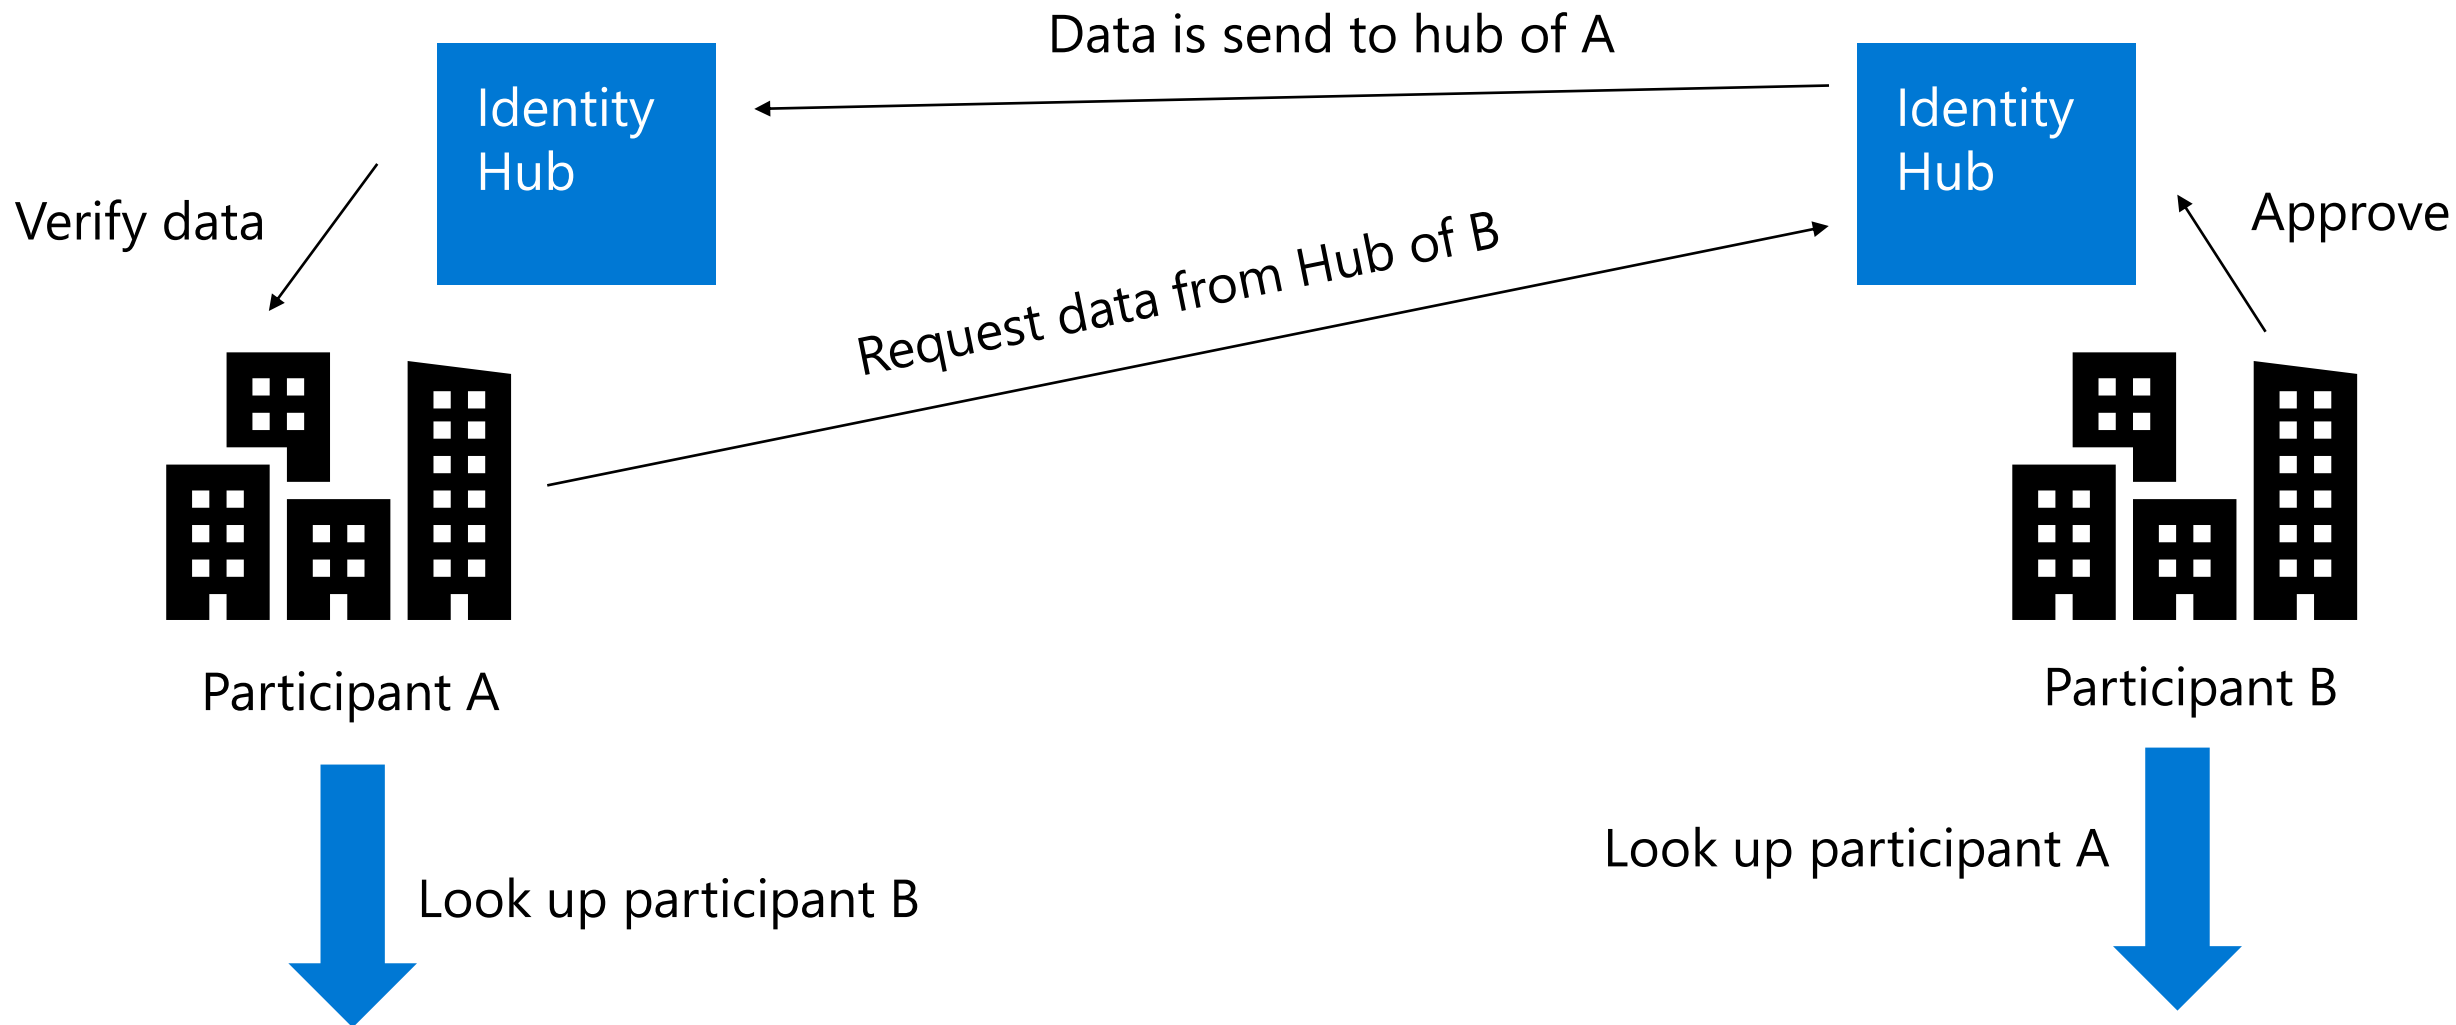 Data is send to hub of A
Identity
Hub
Identity
Hub
Verify data
Approve
Request data from Hub of B
Participant A
Participant B
Look up participant A
Look up participant B